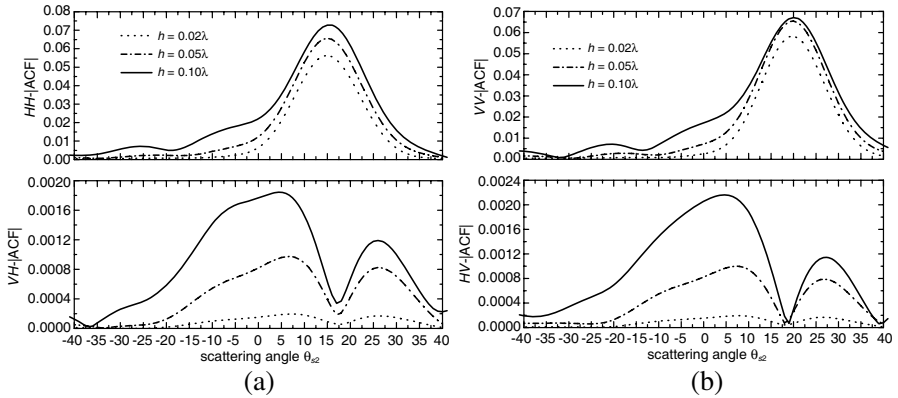 0.08
0.07
0.06
0.05
0.04
0.03
0.02
0.01
0.00
HH-|ACF|
h = 0.02λ
h = 0.05λ
h = 0.10λ
0.0020
0.0016
0.0012
0.0008
0.0004
0.0000
VH-|ACF|
-40 -35 -30 -25 -20 -15 -10 -5 0 5 10 15 20 25 30 35 40
scattering angle θs2
(a)
0.07
0.06
0.05
0.04
0.03
0.02
0.01
0.00
VV-|ACF|
h = 0.02λ
h = 0.05λ
h = 0.10λ
0.0024
0.0020
0.0016
0.0012
0.0008
0.0004
0.0000
HV-|ACF|
-40 -35 -30 -25 -20 -15 -10 -5 0 5 10 15 20 25 30 35 40
scattering angle θs2
(b)